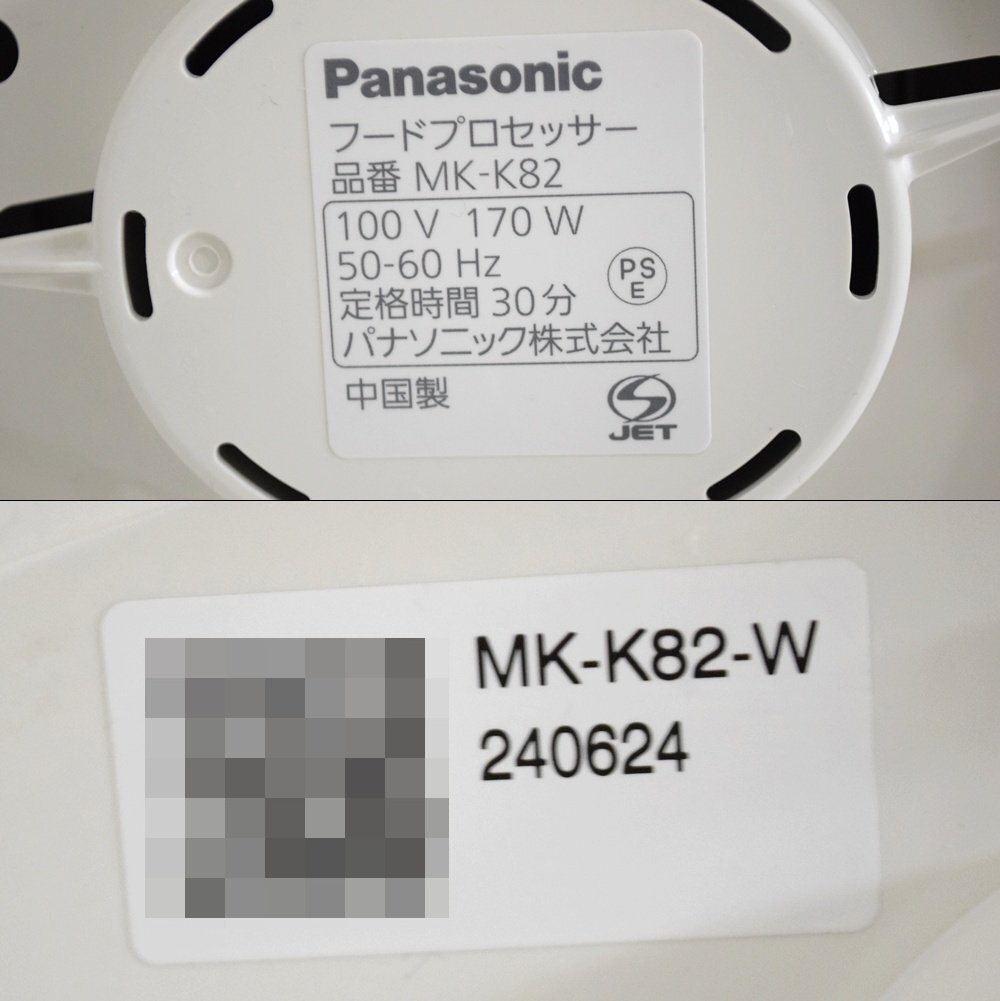 Panasonic
フードプロセッサー
品番 MK-K82
100 V 170 W
50-60 Hz
定格時間 30分
パナソニック株式会社
PS
E
中国製
JET
MK-K82-W
240624